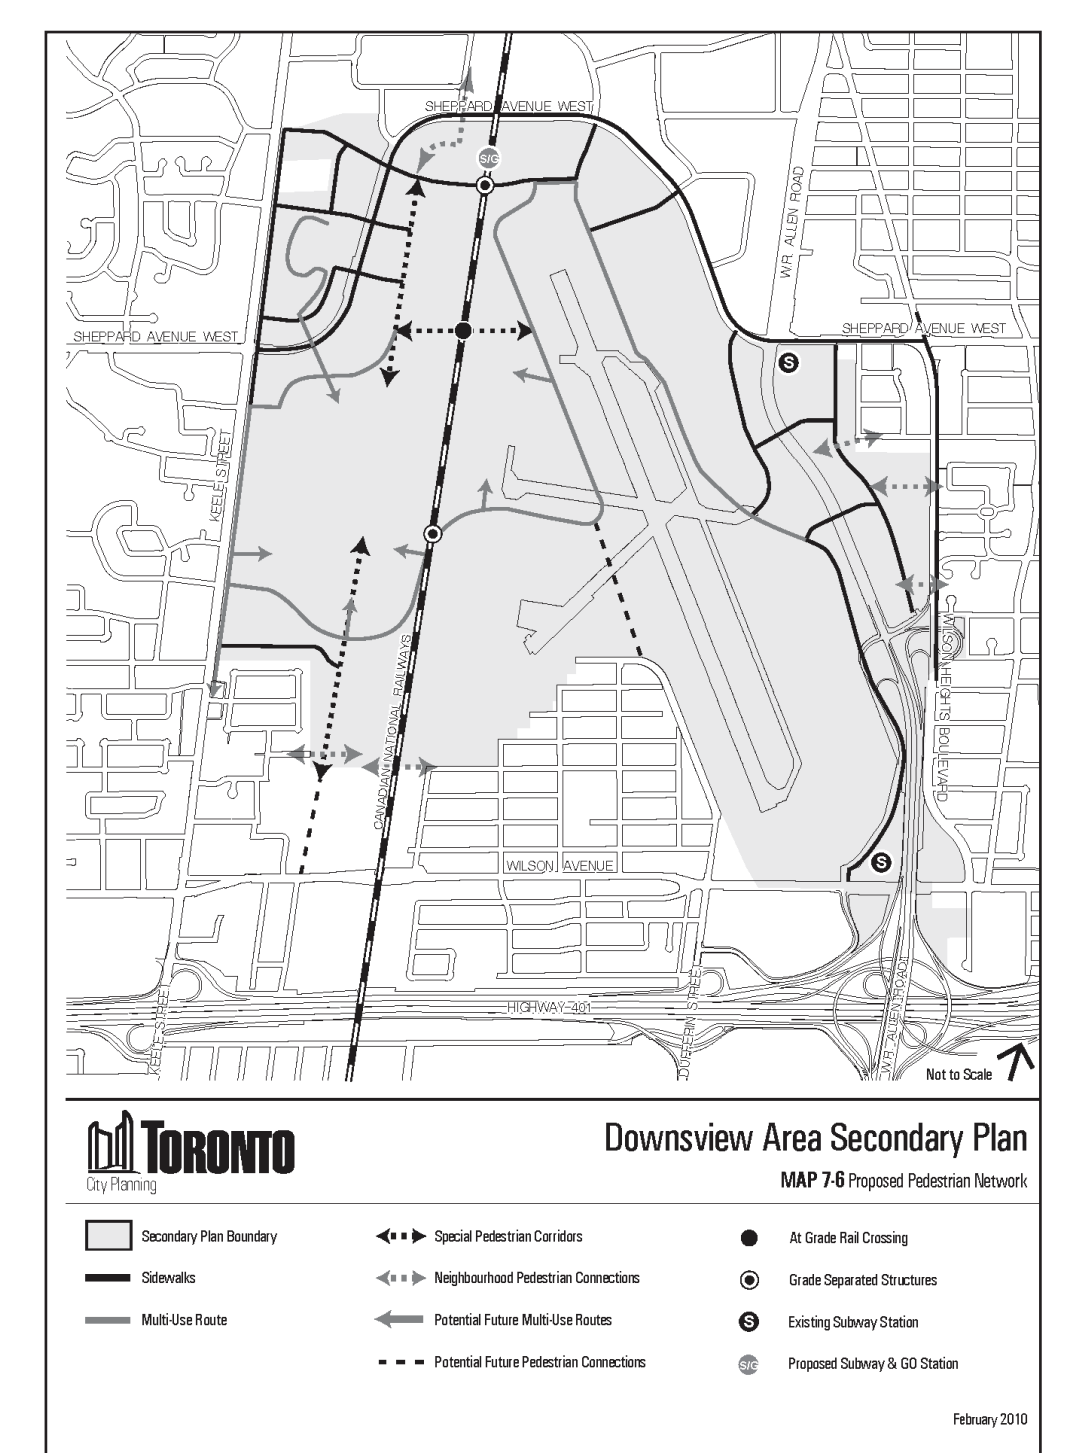 SHEPPARD AVENUE WEST
S/G
W.R. ALLEN ROAD
SHEPPARD AVENUE WEST
SHEPPARD AVENUE WEST
S
KEELE STREET
CANADIAN NATIONAL RAILWAYS
WILSON HEIGHTS BOULEVARD
WILSON AVENUE
S
HIGHWAY 401
KEELE STREET
DUFFERIN STREET
W.R. ALLEN ROAD
Not to Scale
TORONTO
City Planning
Downsview Area Secondary Plan
MAP 7-6 Proposed Pedestrian Network
Secondary Plan Boundary
Sidewalks
Multi-Use Route
Special Pedestrian Corridors
Neighbourhood Pedestrian Connections
Potential Future Multi-Use Routes
Potential Future Pedestrian Connections
At Grade Rail Crossing
Grade Separated Structures
S Existing Subway Station
S/G Proposed Subway & GO Station
February 2010